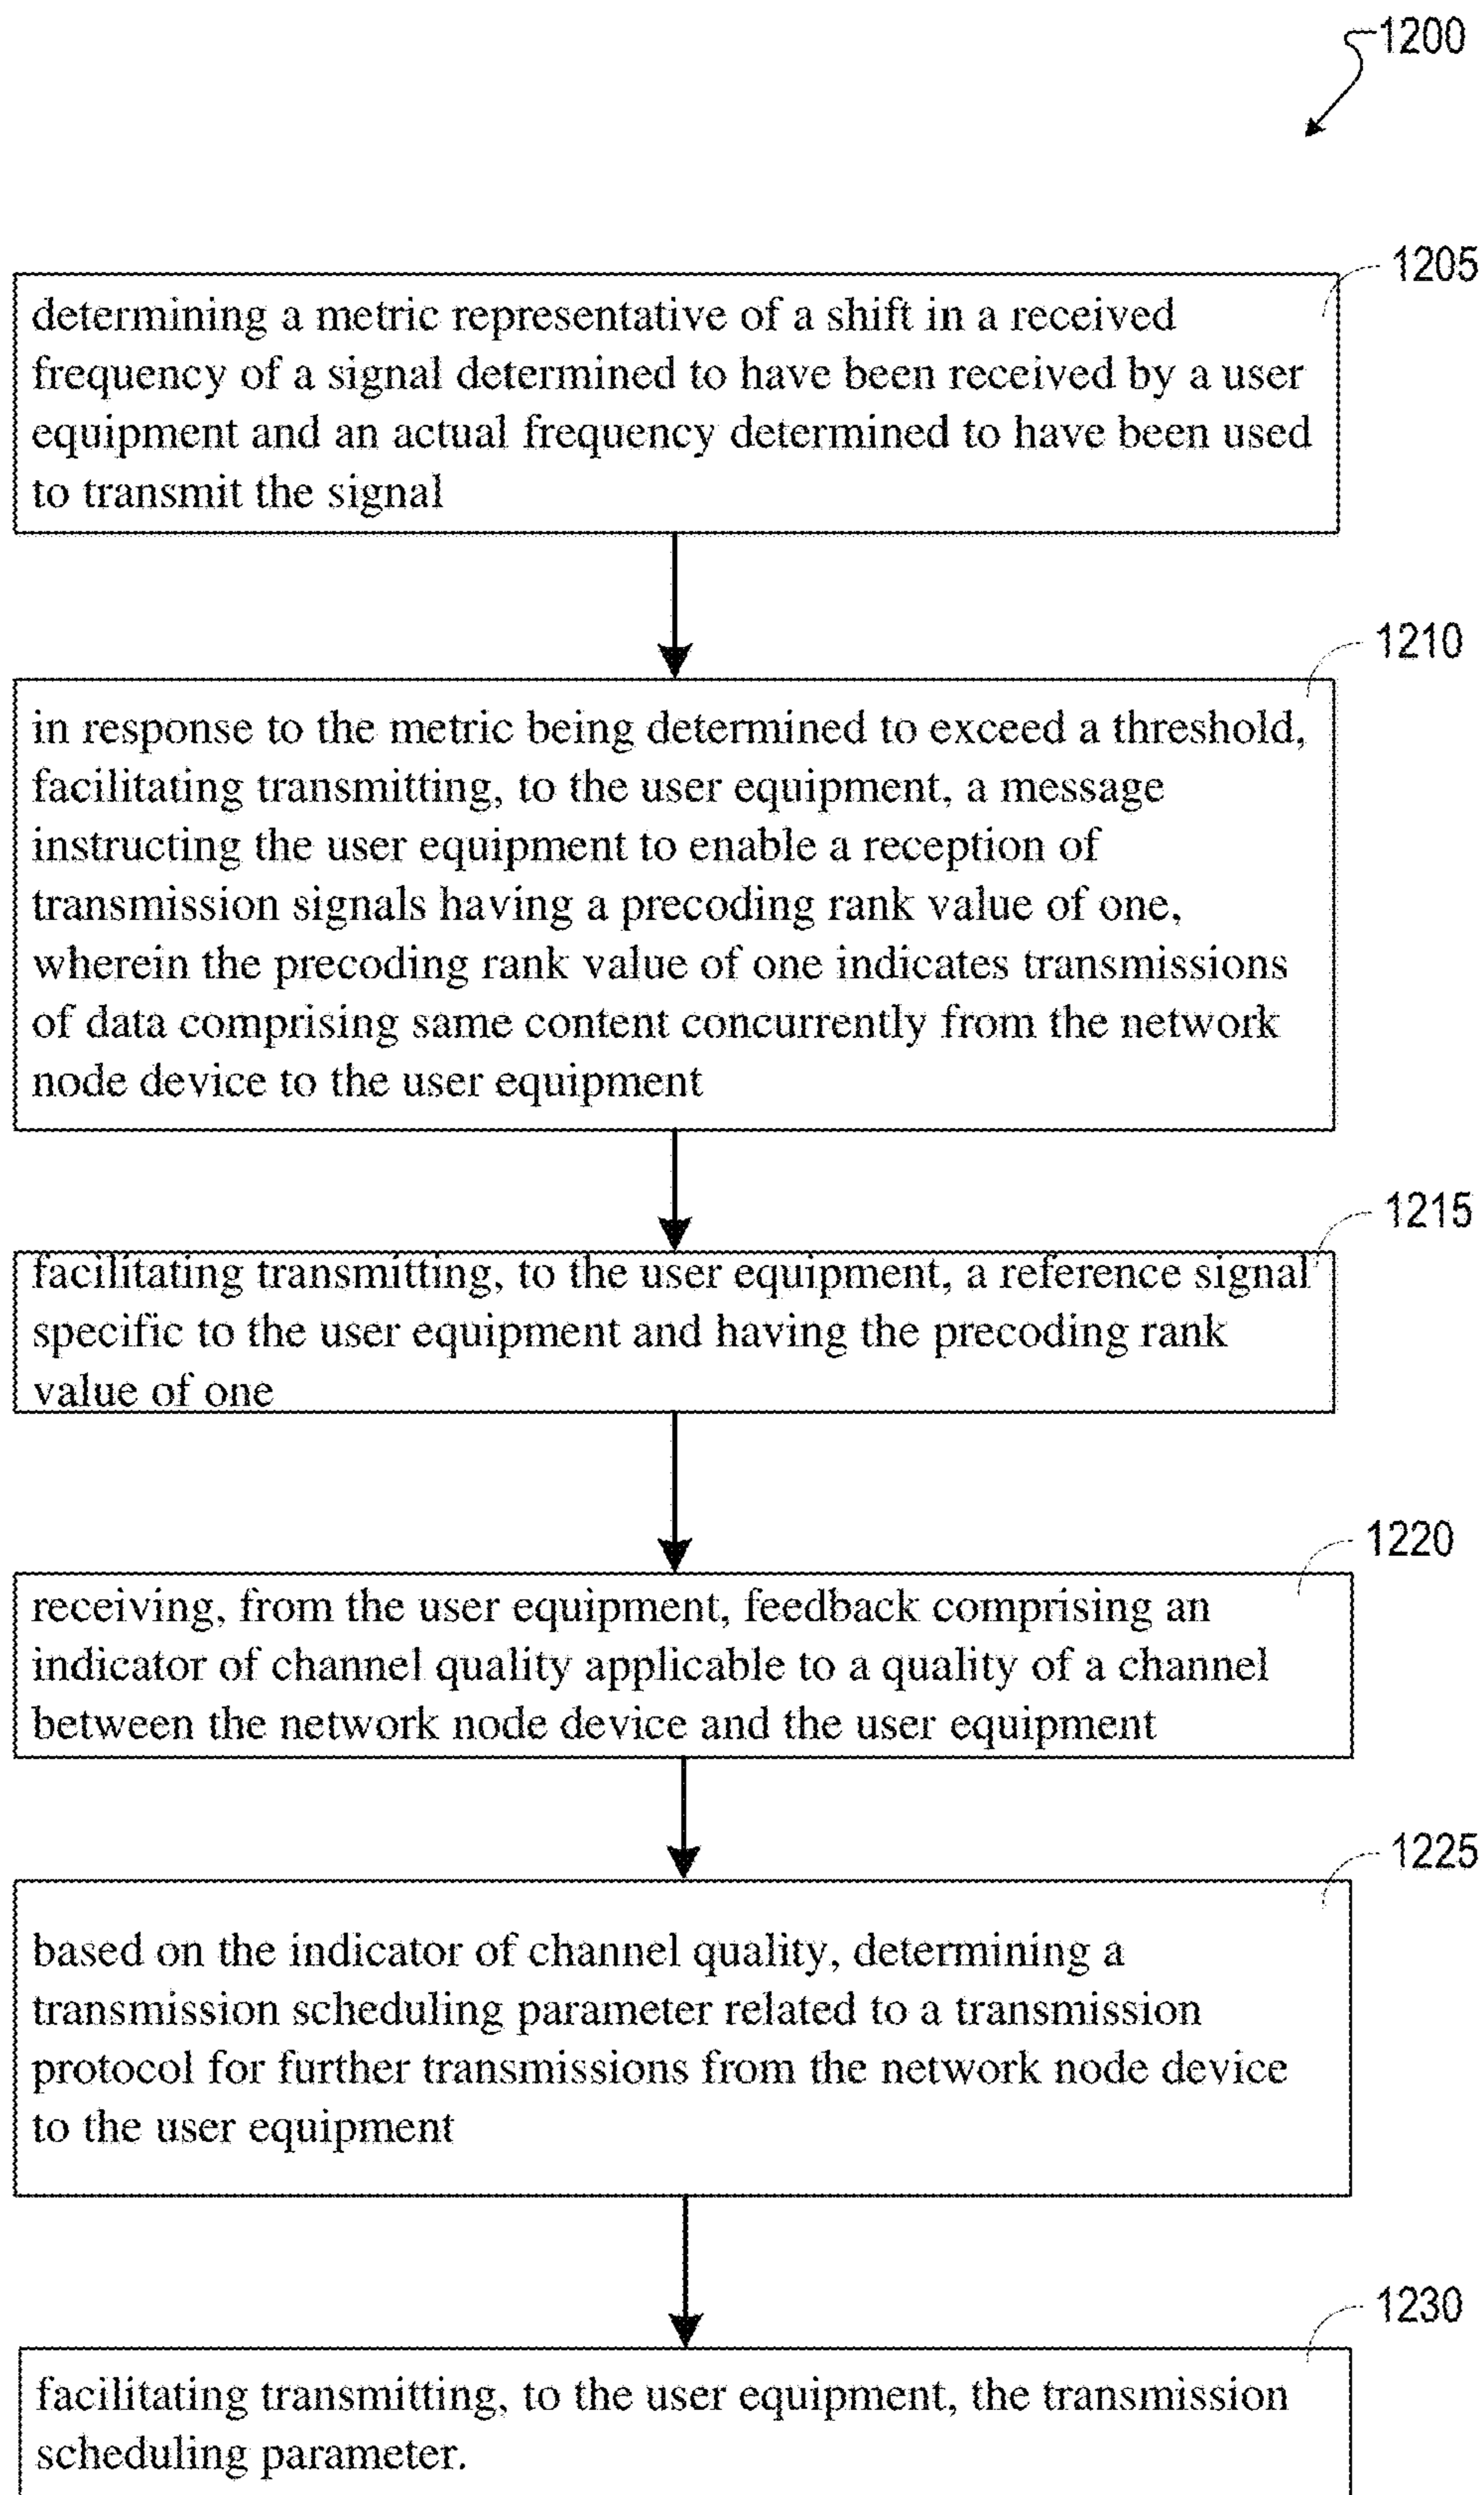 1200
1205
determining a metric representative of a shift in a received
frequency of a signal determined to have been received by a user
equipment and an actual frequency determined to have been used
to transmit the signal
1210
in response to the metric being determined to exceed a threshold,
facilitating transmitting, to the user equipment, a message
instructing the user equipment to enable a reception of
transmission signals having a precoding rank value of one,
wherein the precoding rank value of one indicates transmissions
of data comprising same content concurrently from the network
node device to the user equipment
1215
facilitating transmitting, to the user equipment, a reference signal
specific to the user equipment and having the precoding rank
value of one
1220
receiving, from the user equipment, feedback comprising an
indicator of channel quality applicable to a quality of a channel
between the network node device and the user equipment
1225
based on the indicator of channel quality, determining a
transmission scheduling parameter related to a transmission
protocol for further transmissions from the network node device
to the user equipment
1230
facilitating transmitting, to the user equipment, the transmission
scheduling parameter.